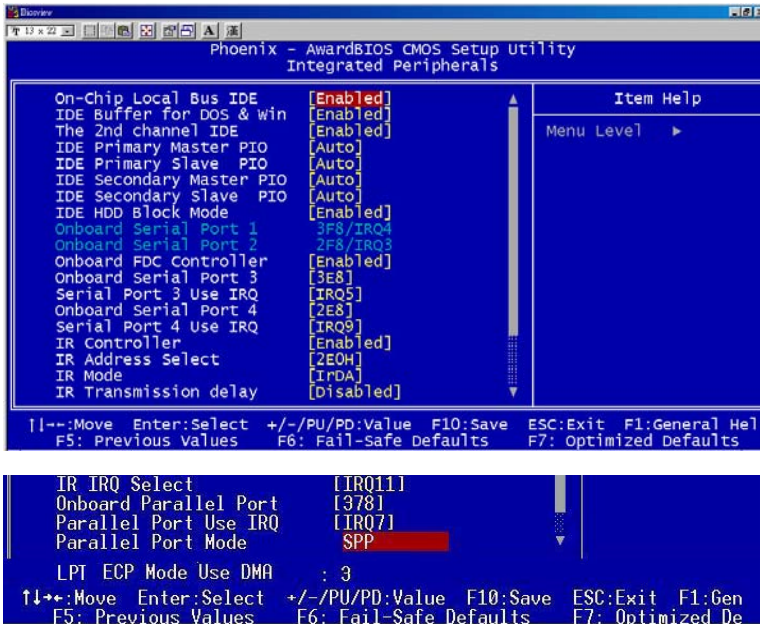 Biosview
Tr 13 x 22 A 漢
Phoenix - AwardBIOS CMOS Setup Utility
Integrated Peripherals
On-Chip Local Bus IDE [Enabled] Item Help
IDE Buffer for DOS & Win [Enabled]
The 2nd channel IDE [Enabled] Menu Level ►
IDE Primary Master PIO [Auto]
IDE Primary Slave PIO [Auto]
IDE Secondary Master PIO [Auto]
IDE Secondary Slave PIO [Auto]
IDE HDD Block Mode [Enabled]
Onboard Serial Port 1 3F8/IRQ4
Onboard Serial Port 2 2F8/IRQ3
Onboard FDC Controller [Enabled]
Onboard Serial Port 3 [3E8]
Serial Port 3 Use IRQ [IRQ5]
Onboard Serial Port 4 [2E8]
Serial Port 4 Use IRQ [IRQ9]
IR Controller [Enabled]
IR Address Select [2E0H]
IR Mode [IrDA]
IR Transmission delay [Disabled]
↑↓→←:Move Enter:Select +/-/PU/PD:Value F10:Save ESC:Exit F1:General Hel
F5: Previous Values F6: Fail-Safe Defaults F7: Optimized Defaults
IR IRQ Select [IRQ11]
Onboard Parallel Port [378]
Parallel Port Use IRQ [IRQ7]
Parallel Port Mode SPP
LPT ECP Mode Use DMA : 3
↑↓→←:Move Enter:Select +/-/PU/PD:Value F10:Save ESC:Exit F1:Gen
F5: Previous Values F6: Fail-Safe Defaults F7: Optimized De